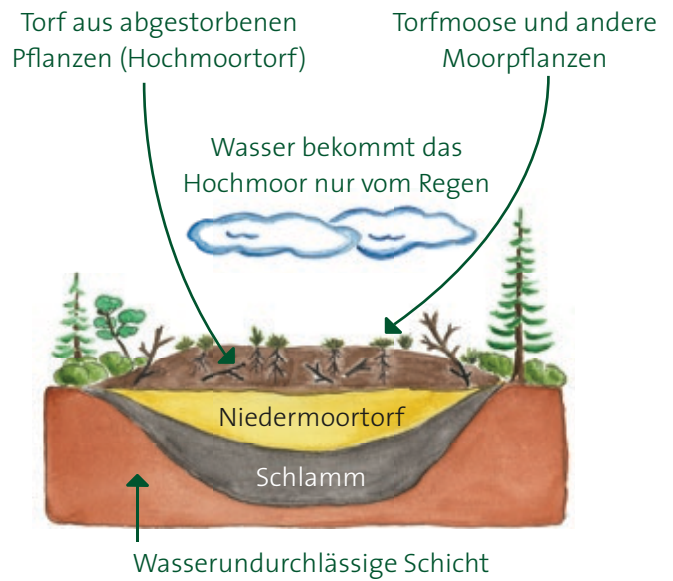 Torf aus abgestorbenen
Pflanzen (Hochmoortorf)
Torfmoose und andere
Moorpflanzen
Wasser bekommt das
Hochmoor nur vom Regen
Niedermoortorf
Schlamm
Wasserundurchlässige Schicht